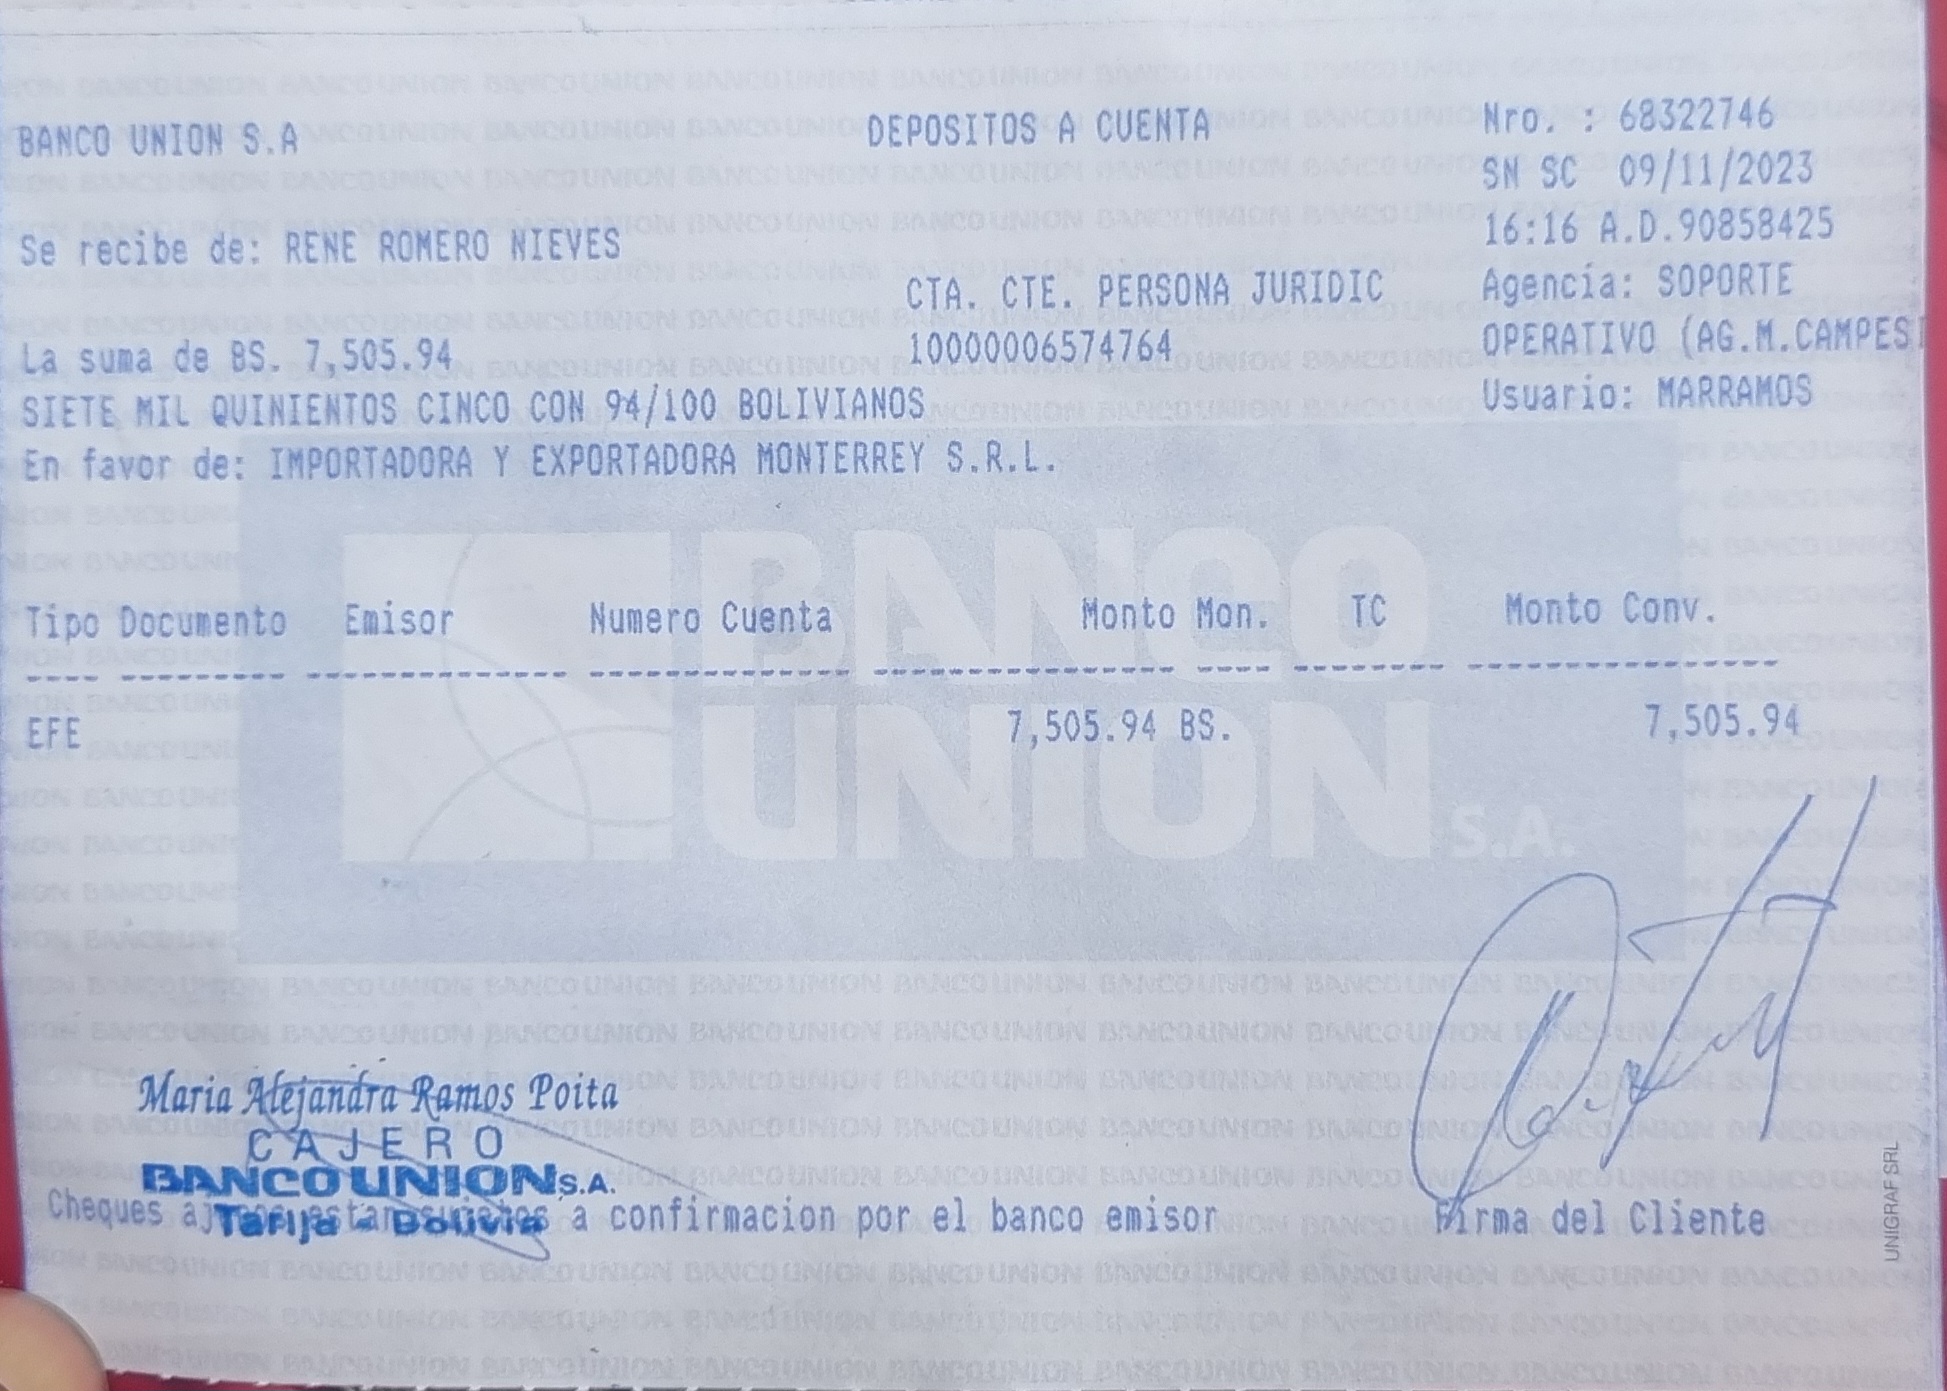 BANCO UNION S.A
DEPOSITOS A CUENTA
Nro. : 68322746
SN SC 09/11/2023
16:16 A.D.90858425
Agencia: SOPORTE
OPERATIVO (AG.M.CAMPESI
Usuario: MARRAMOS
Se recibe de: RENE ROMERO NIEVES
CTA. CTE. PERSONA JURIDIC
La suma de BS. 7,505.94 10000006574764
SIETE MIL QUINIENTOS CINCO CON 94/100 BOLIVIANOS
En favor de: IMPORTADORA Y EXPORTADORA MONTERREY S.R.L.
BANCO
UNION S.A.
Tipo Documento Emisor Numero Cuenta Monto Mon. TC Monto Conv.
EFE 7,505.94 BS. 7,505.94
Maria Alejandra Ramos Poita
CAJERO
BANCO UNION S.A.
Tarija - Bolivia
Cheques a confirmacion por el banco emisor
Firma del Cliente
UNIGRAF SRL